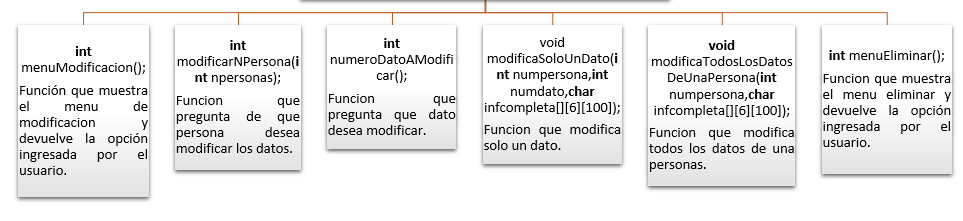 int
menuModificacion();
Función que muestra
el menu de
modificacion y
devuelve la opción
ingresada por el
usuario.
int
modificarNPersona(i
nt npersonas);
Funcion que
pregunta de que
persona desea
modificar los datos.
int
numeroDatoAModifi
car();
Funcion que
pregunta que dato
desea modificar.
void
modificaSoloUnDato(i
nt numpersona,int
numdato,char
infcompleta[][6][100]);
Funcion que modifica
solo un dato.
void
modificaTodosLosDatos
DeUnaPersona(int
numpersona,char
infcompleta[][6][100]);
Funcion que modifica
todos los datos de una
personas.
int menuEliminar();
Funcion que muestra
el menu eliminar y
devuelve la opción
ingresada por el
usuario.